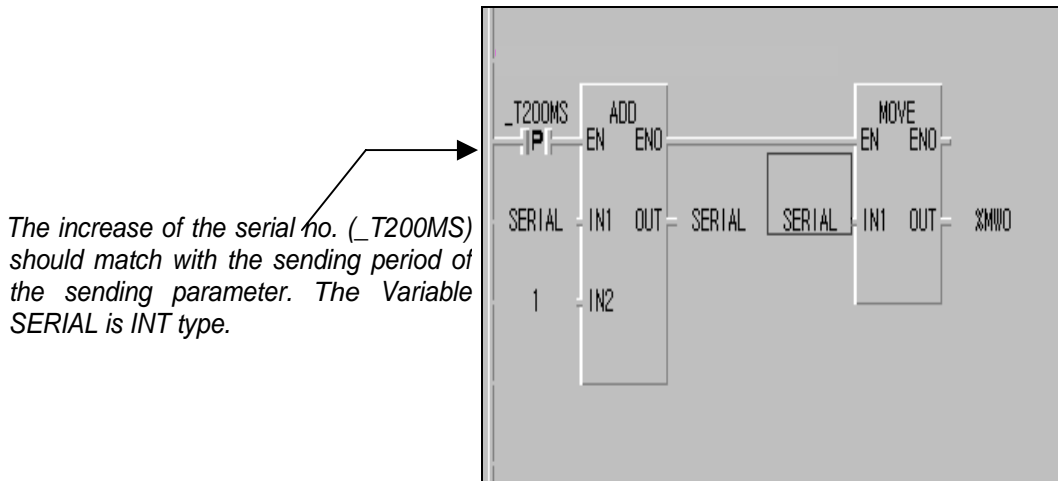 _T200MS ADD MOVE
P EN ENO EN ENO
The increase of the serial no. (_T200MS)
should match with the sending period of
the sending parameter. The Variable
SERIAL is INT type.
SERIAL IN1 OUT SERIAL SERIAL IN1 OUT %MW0
1 IN2